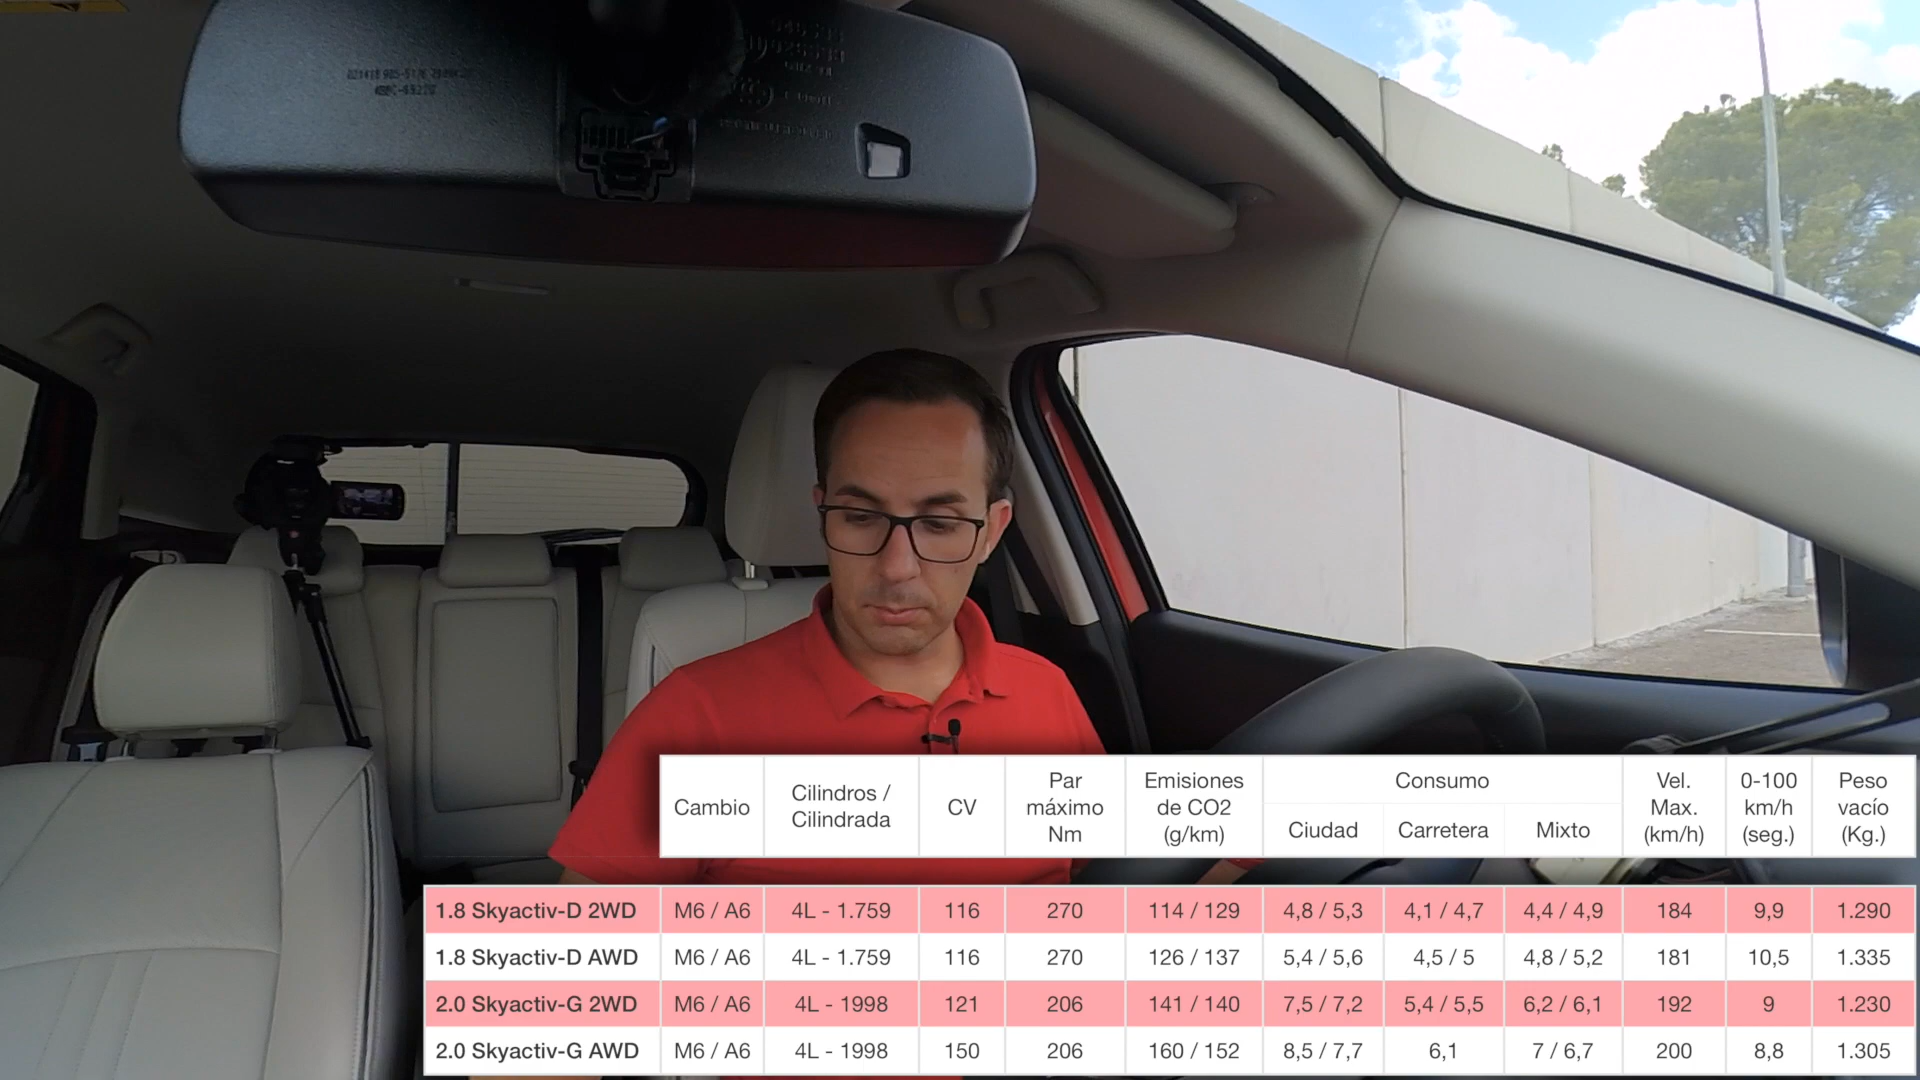 Cambio
Cilindros /
Cilindrada
CV
Par
máximo
Nm
Emisiones
de CO2
(g/km)
Consumo
Ciudad Carretera Mixto
Vel.
Max.
(km/h)
0-100
km/h
(seg.)
Peso
vacío
(Kg.)
1.8 Skyactiv-D 2WD M6 / A6 4L - 1.759 116 270 114 / 129 4,8 / 5,3 4,1 / 4,7 4,4 / 4,9 184 9,9 1.290
1.8 Skyactiv-D AWD M6 / A6 4L - 1.759 116 270 126 / 137 5,4 / 5,6 4,5 / 5 4,8 / 5,2 181 10,5 1.335
2.0 Skyactiv-G 2WD M6 / A6 4L - 1998 121 206 141 / 140 7,5 / 7,2 5,4 / 5,5 6,2 / 6,1 192 9 1.230
2.0 Skyactiv-G AWD M6 / A6 4L - 1998 150 206 160 / 152 8,5 / 7,7 6,1 7 / 6,7 200 8,8 1.305